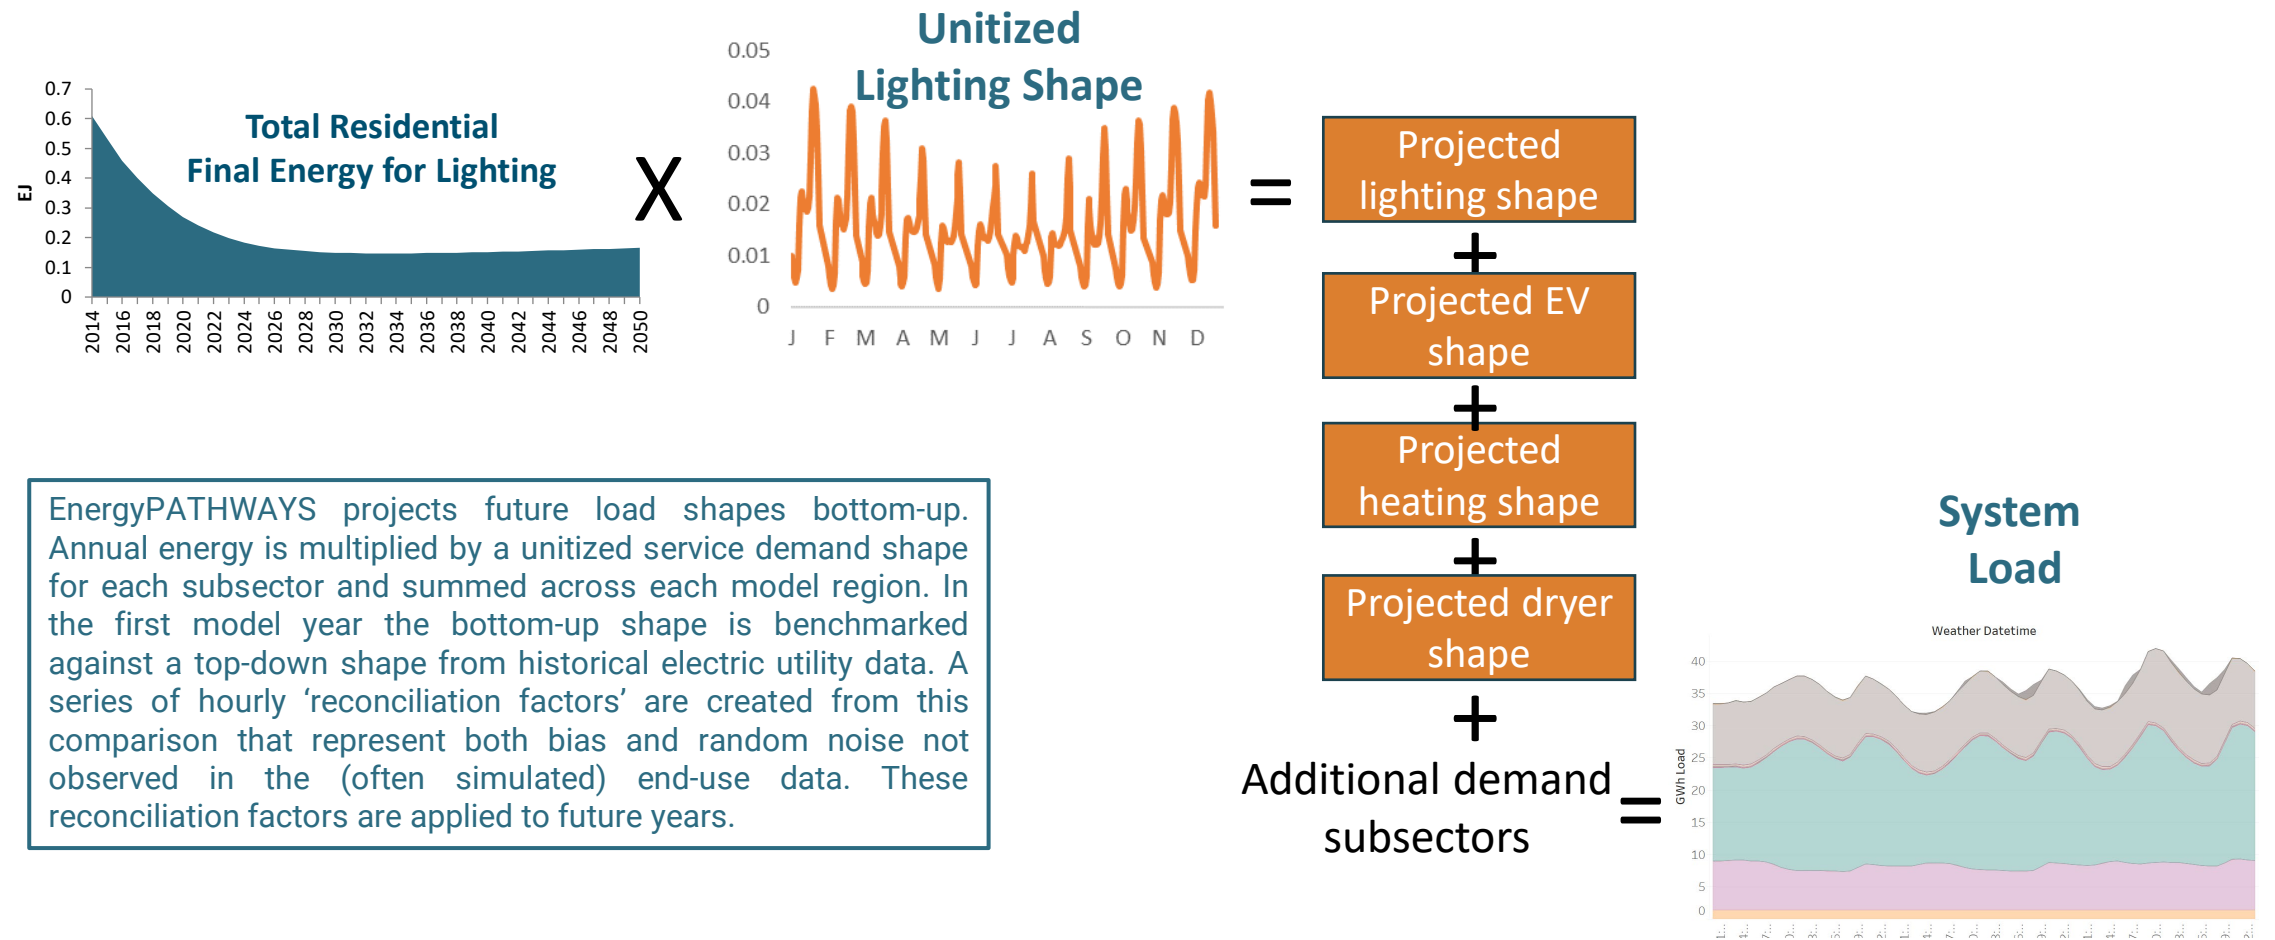 Total Residential
Final Energy for Lighting
EJ
0.7
0.6
0.5
0.4
0.3
0.2
0.1
0
2014 2016 2018 2020 2022 2024 2026 2028 2030 2032 2034 2036 2038 2040 2042 2044 2046 2048 2050
X
Unitized
Lighting Shape
0.05
0.04
0.03
0.02
0.01
0
J F M A M J J A S O N D
=
Projected
lighting shape
+
Projected EV
shape
+
Projected
heating shape
+
Projected dryer
shape
+
Additional demand
subsectors
=
EnergyPATHWAYS projects future load shapes bottom-up.
Annual energy is multiplied by a unitized service demand shape
for each subsector and summed across each model region. In
the first model year the bottom-up shape is benchmarked
against a top-down shape from historical electric utility data. A
series of hourly ‘reconciliation factors’ are created from this
comparison that represent both bias and random noise not
observed in the (often simulated) end-use data. These
reconciliation factors are applied to future years.
System
Load
Weather Datetime
GWh Load
40
35
30
25
20
15
10
5
0